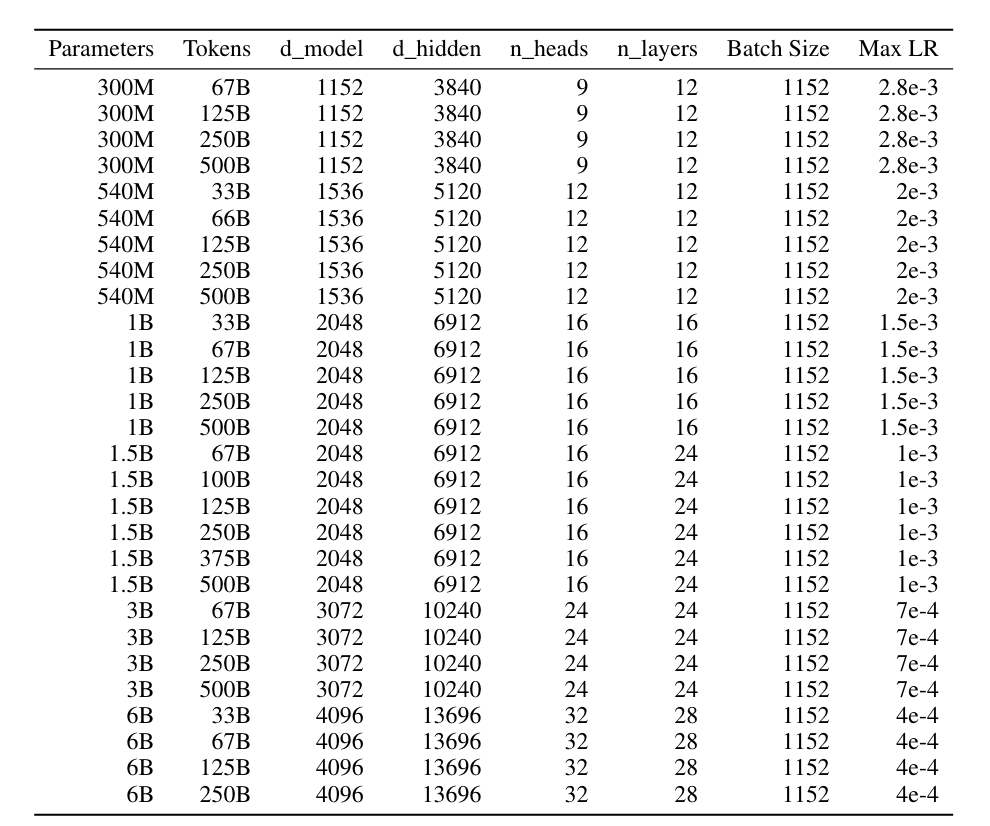 Parameters Tokens d_model d_hidden n_heads n_layers Batch Size Max LR
300M 67B 1152 3840 9 12 1152 2.8e-3
300M 125B 1152 3840 9 12 1152 2.8e-3
300M 250B 1152 3840 9 12 1152 2.8e-3
300M 500B 1152 3840 9 12 1152 2.8e-3
540M 33B 1536 5120 12 12 1152 2e-3
540M 66B 1536 5120 12 12 1152 2e-3
540M 125B 1536 5120 12 12 1152 2e-3
540M 250B 1536 5120 12 12 1152 2e-3
540M 500B 1536 5120 12 12 1152 2e-3
1B 33B 2048 6912 16 16 1152 1.5e-3
1B 67B 2048 6912 16 16 1152 1.5e-3
1B 125B 2048 6912 16 16 1152 1.5e-3
1B 250B 2048 6912 16 16 1152 1.5e-3
1B 500B 2048 6912 16 16 1152 1.5e-3
1.5B 67B 2048 6912 16 24 1152 1e-3
1.5B 100B 2048 6912 16 24 1152 1e-3
1.5B 125B 2048 6912 16 24 1152 1e-3
1.5B 250B 2048 6912 16 24 1152 1e-3
1.5B 375B 2048 6912 16 24 1152 1e-3
1.5B 500B 2048 6912 16 24 1152 1e-3
3B 67B 3072 10240 24 24 1152 7e-4
3B 125B 3072 10240 24 24 1152 7e-4
3B 250B 3072 10240 24 24 1152 7e-4
3B 500B 3072 10240 24 24 1152 7e-4
6B 33B 4096 13696 32 28 1152 4e-4
6B 67B 4096 13696 32 28 1152 4e-4
6B 125B 4096 13696 32 28 1152 4e-4
6B 250B 4096 13696 32 28 1152 4e-4